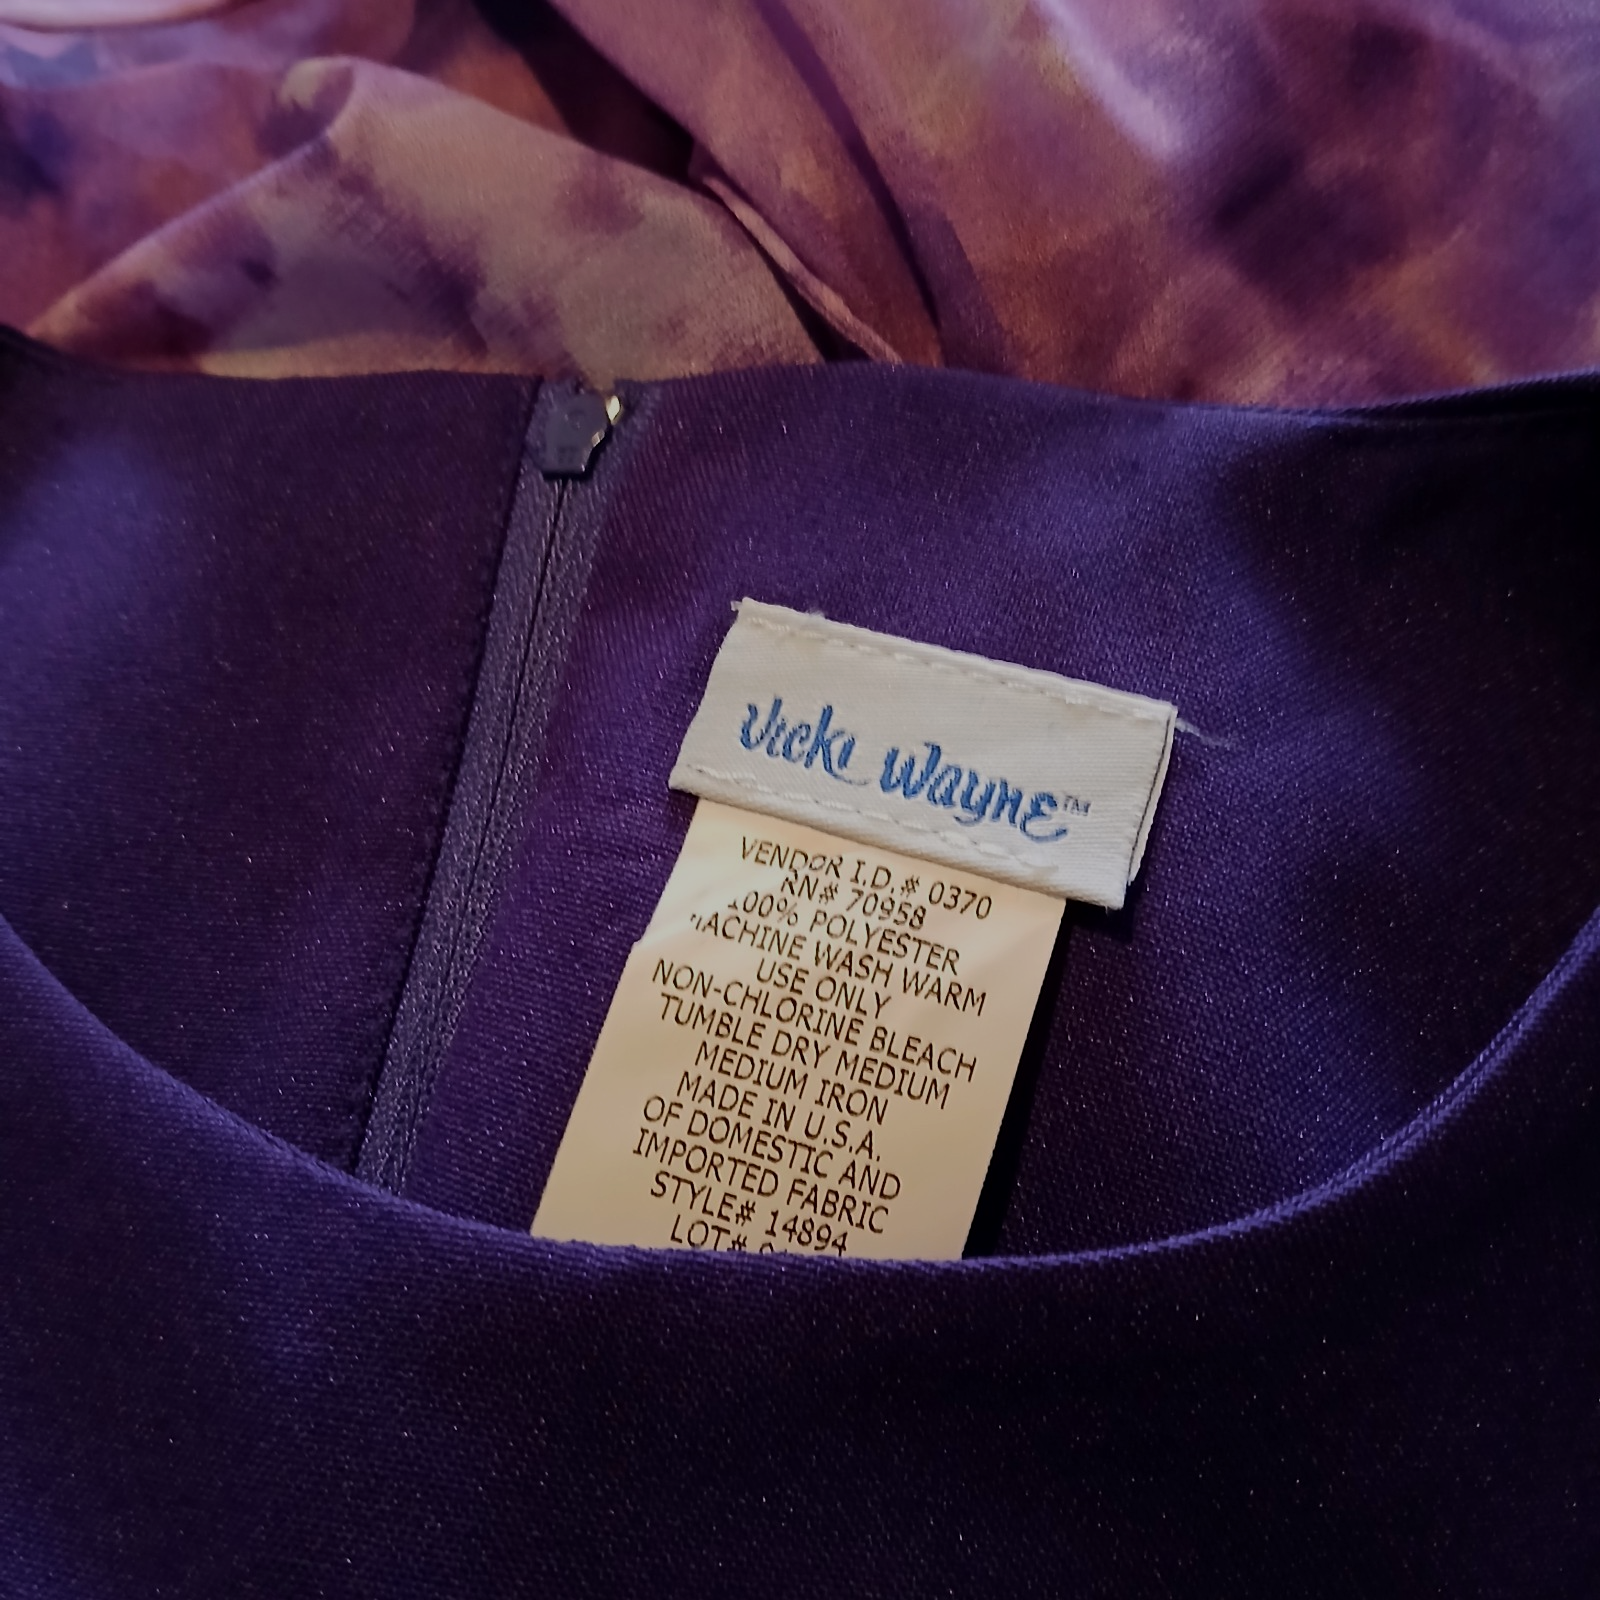 Vicki Wayne™
VENDOR I.D.# 0370
RN# 70958
100% POLYESTER
MACHINE WASH WARM
USE ONLY
NON-CHLORINE BLEACH
TUMBLE DRY MEDIUM
MEDIUM IRON
MADE IN U.S.A.
OF DOMESTIC AND
IMPORTED FABRIC
STYLE# 14894
LOT#